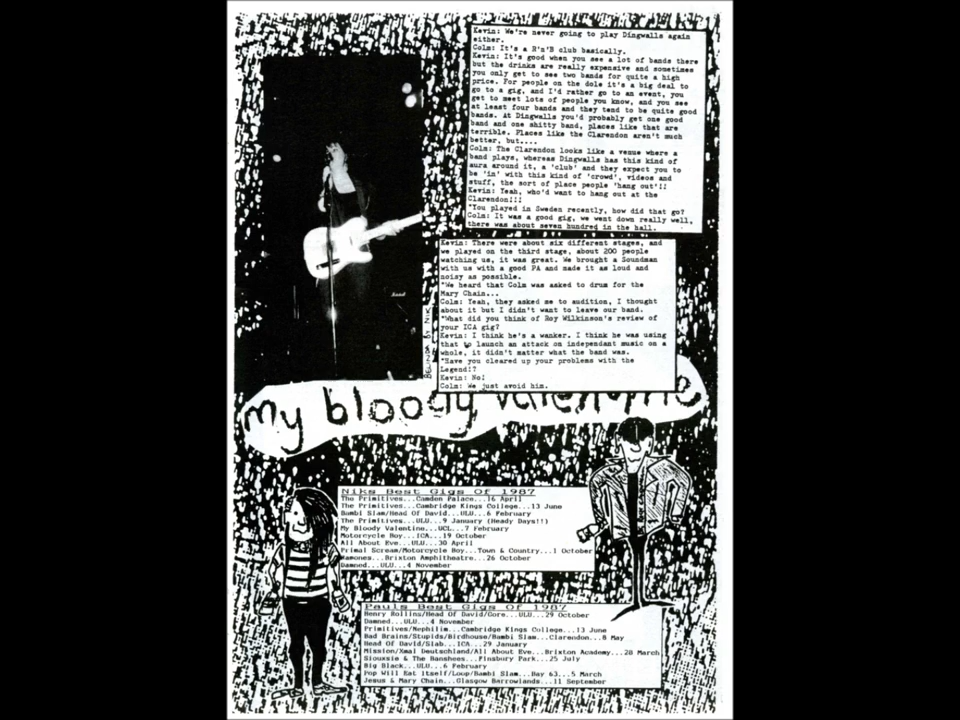 Kevin: We're never going to play Dingwalls again
either.
Colm: It's a R'n'B club basically.
Kevin: It's good when you see a lot of bands there
but the drinks are really expensive and sometimes
you only get to see two bands for quite a high
price. For people on the dole it's a big deal to
go to a gig, and I'd rather go to an event, you
get to meet lots of people you know, and you see
at least four bands and they tend to be quite good
bands. At Dingwalls you'd probably get one good
band and one shitty band, places like that are
terrible. Places like the Clarendon aren't much
better, but....
Colm: The Clarendon looks like a venue where a
band plays, whereas Dingwalls has this kind of
aura around it, a 'club' and they expect you to
be 'in' with this kind of 'crowd', videos and
stuff, the sort of place people 'hang out'!!
Kevin: Yeah, who'd want to hang out at the
Clarendon!!!
*You played in Sweden recently, how did that go?
Colm: It was a good gig, we went down really well,
there was about seven hundred in the hall.
Kevin: There were about six different stages, and
we played on the third stage, about 200 people
watching us, it was great. We brought a Soundman
with us with a good PA and made it as loud and
noisy as possible.
*We heard that Colm was asked to drum for the
Mary Chain...
Colm: Yeah, they asked me to audition, I thought
about it but I didn't want to leave our band.
*What did you think of Roy Wilkinson's review of
your ICA gig?
Kevin: I think he's a wanker. I think he was using
that to launch an attack on independant music on a
whole, it didn't matter what the band was.
*Have you cleared up your problems with the
Legend!?
Kevin: No!
Colm: We just avoid him.
BELINDA BY NIK
my bloody valentine
Niks Best Gigs Of 1987
The Primitives...Camden Palace...16 April
The Primitives...Cambridge Kings College...13 June
Bambi Slam/Head Of David...ULU...6 February
The Primitives...ULU...9 January (Heady Days!!)
My Bloody Valentine...UCL...7 February
Motorcycle Boy...ICA...19 October
All About Eve...ULU...30 April
Primal Scream/Motorcycle Boy...Town & Country...1 October
Ramones...Brixton Amphitheatre...26 October
Damned...ULU...4 November
Pauls Best Gigs Of 1987
Henry Rollins/Head Of David/Gore...ULU...29 October
Damned...ULU...4 November
Primitives/Nephilim...Cambridge Kings College...13 June
Bad Brains/Stupids/Birdhouse/Bambi Slam...Clarendon...8 May
Head Of David/Slab...ICA...29 January
Mission/Xmal Deutschland/All About Eve...Brixton Academy...28 March
Siouxsie & The Banshees...Finsbury Park...25 July
Big Black...ULU...6 February
Pop Will Eat Itself/Loop/Bambi Slam...Bay 63...5 March
Jesus & Mary Chain...Glasgow Barrowlands...11 September